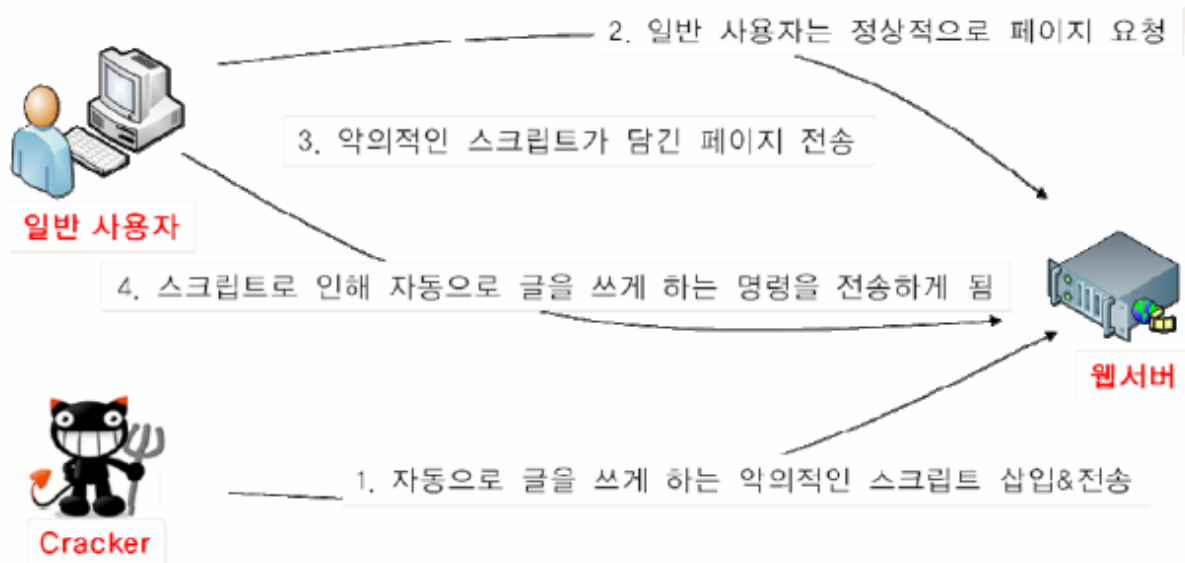 2. 일반 사용자는 정상적으로 페이지 요청
3. 악의적인 스크립트가 담긴 페이지 전송
일반 사용자
4. 스크립트로 인해 자동으로 글을 쓰게 하는 명령을 전송하게 됨
웹서버
1. 자동으로 글을 쓰게 하는 악의적인 스크립트 삽입&전송
Cracker